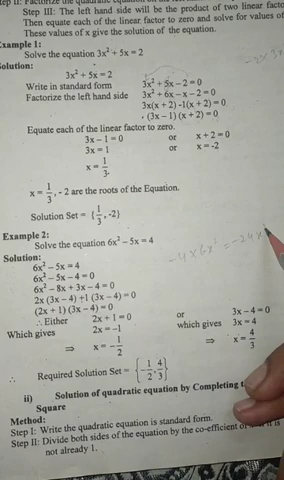 Step II: Factorize the quadratic
Step III: The left hand side will be the product of two linear facto
Then equate each of the linear factor to zero and solve for values of
These values of x give the solution of the equation.
Example 1:
Solve the equation 3x² + 5x = 2
Solution:
3x² + 5x = 2
Write in standard form 3x² + 5x – 2 = 0
Factorize the left hand side 3x² + 6x – x – 2 = 0
3x(x + 2) -1(x + 2) = 0
(3x – 1) (x + 2) = 0
Equate each of the linear factor to zero.
3x – 1 = 0 or x + 2 = 0
3x = 1 or x = -2
x = 1/3
x = 1/3, - 2 are the roots of the Equation.
Solution Set = {1/3, -2}
Example 2:
Solve the equation 6x² – 5x = 4
-4x6x² = -24x
Solution:
6x² – 5x = 4
6x² – 5x – 4 = 0
6x² – 8x + 3x – 4 = 0
2x (3x – 4) +1 (3x – 4) = 0
(2x + 1) (3x – 4) = 0
∴ Either 2x + 1 = 0 or 3x – 4 = 0
Which gives 2x = –1 which gives 3x = 4
⇒ x = –1/2 ⇒ x = 4/3
∴ Required Solution Set = {–1/2, 4/3}
ii) Solution of quadratic equation by Completing
Square
Method:
Step I: Write the quadratic equation is standard form.
Step II: Divide both sides of the equation by the co-efficient of it is
not already 1.